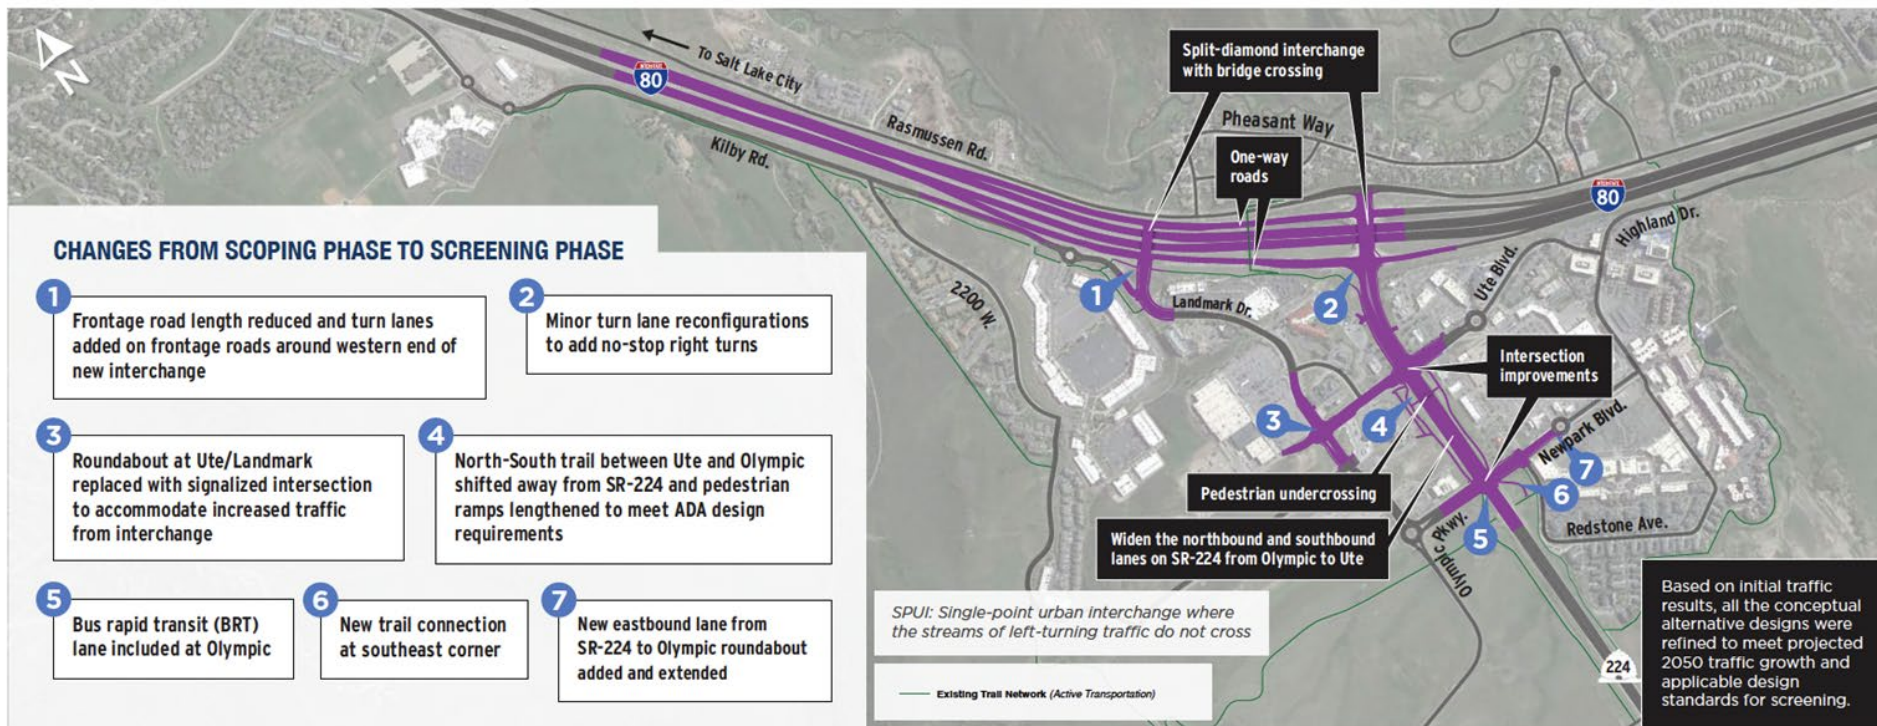 N
To Salt Lake City
INTERSTATE
80
Rasmussen Rd.
Kilby Rd.
Split-diamond interchange
with bridge crossing
Pheasant Way
One-way
roads
INTERSTATE
80
Highland Dr.
Ute Blvd.
2200 W.
Landmark Dr.
1
2
3
4
5
6
7
Intersection
improvements
Newpark Blvd.
Pedestrian undercrossing
Redstone Ave.
Olympic Pkwy.
Widen the northbound and southbound
lanes on SR-224 from Olympic to Ute
224
CHANGES FROM SCOPING PHASE TO SCREENING PHASE
1
Frontage road length reduced and turn lanes
added on frontage roads around western end of
new interchange
2
Minor turn lane reconfigurations
to add no-stop right turns
3
Roundabout at Ute/Landmark
replaced with signalized intersection
to accommodate increased traffic
from interchange
4
North-South trail between Ute and Olympic
shifted away from SR-224 and pedestrian
ramps lengthened to meet ADA design
requirements
5
Bus rapid transit (BRT)
lane included at Olympic
6
New trail connection
at southeast corner
7
New eastbound lane from
SR-224 to Olympic roundabout
added and extended
SPUI: Single-point urban interchange where
the streams of left-turning traffic do not cross
Existing Trail Network (Active Transportation)
Based on initial traffic
results, all the conceptual
alternative designs were
refined to meet projected
2050 traffic growth and
applicable design
standards for screening.